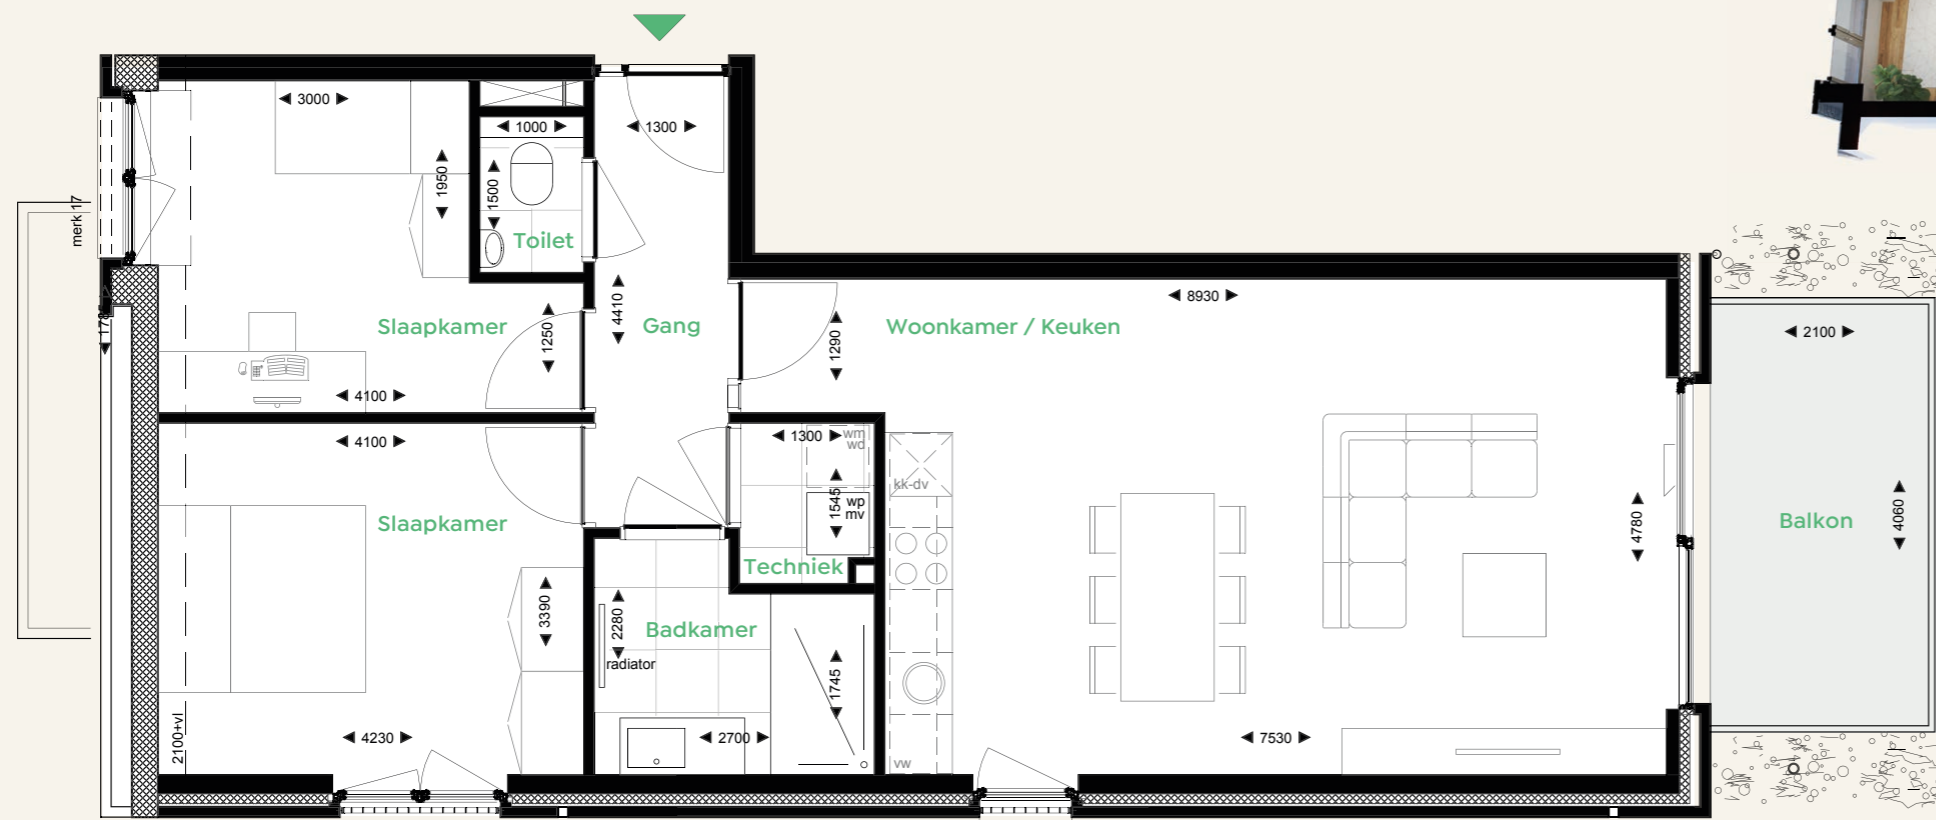 3000
1000
1300
1950
1500
merk 17
Toilet
4410
8930
1250
Slaapkamer
Gang
1290
Woonkamer / Keuken
2100
4100
4100
1300
wm
wd
kk-dv
1545
wp
mv
Slaapkamer
4780
4060
Balkon
Techniek
3390
2280
Badkamer
radiator
1745
2100+vl
4230
2700
vw
7530